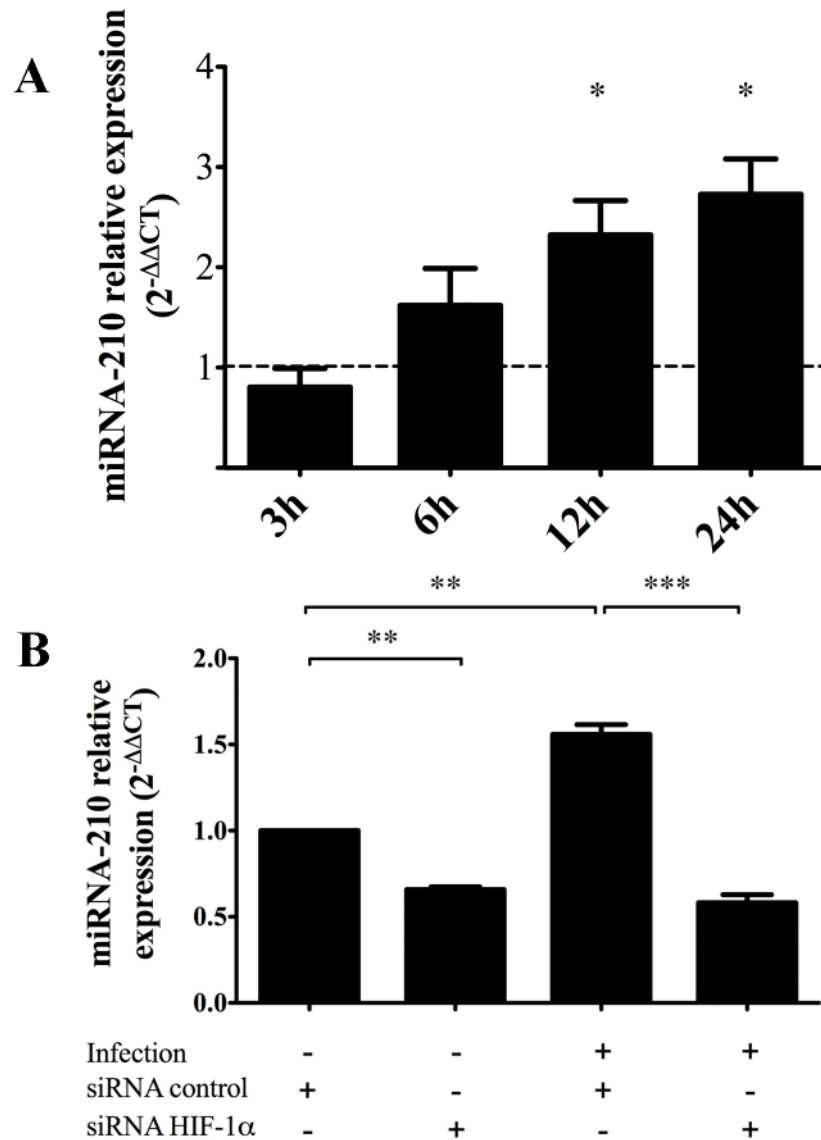 A
miRNA-210 relative expression
(2-ΔΔCT)
4
3
2
1
*
*
3h
6h
12h
24h
**
***
**
B
miRNA-210 relative
expression (2-ΔΔCT)
2.0
1.5
1.0
0.5
0.0
Infection - - + +
siRNA control + - + -
siRNA HIF-1α - + - +